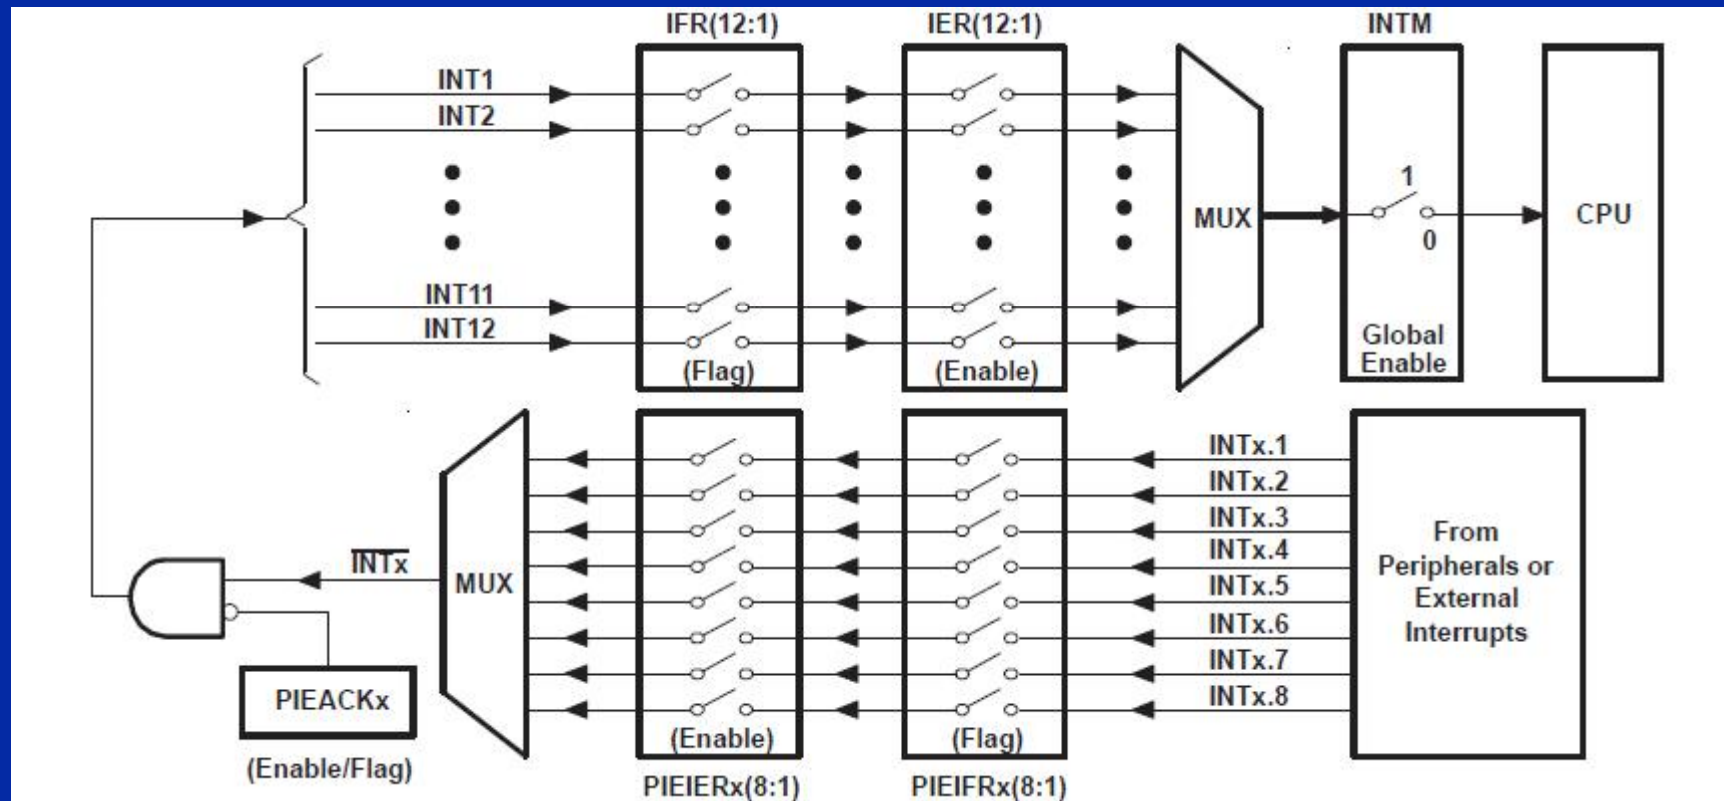 IFR(12:1)
IER(12:1)
INTM
INT1
INT2
INT11
INT12
(Flag)
(Enable)
MUX
1
0
Global
Enable
CPU
INTx.1
INTx.2
INTx.3
INTx.4
INTx.5
INTx.6
INTx.7
INTx.8
From
Peripherals or
External
Interrupts
INTx
MUX
(Enable)
(Flag)
PIEACKx
(Enable/Flag)
PIEIERx(8:1)
PIEIFRx(8:1)